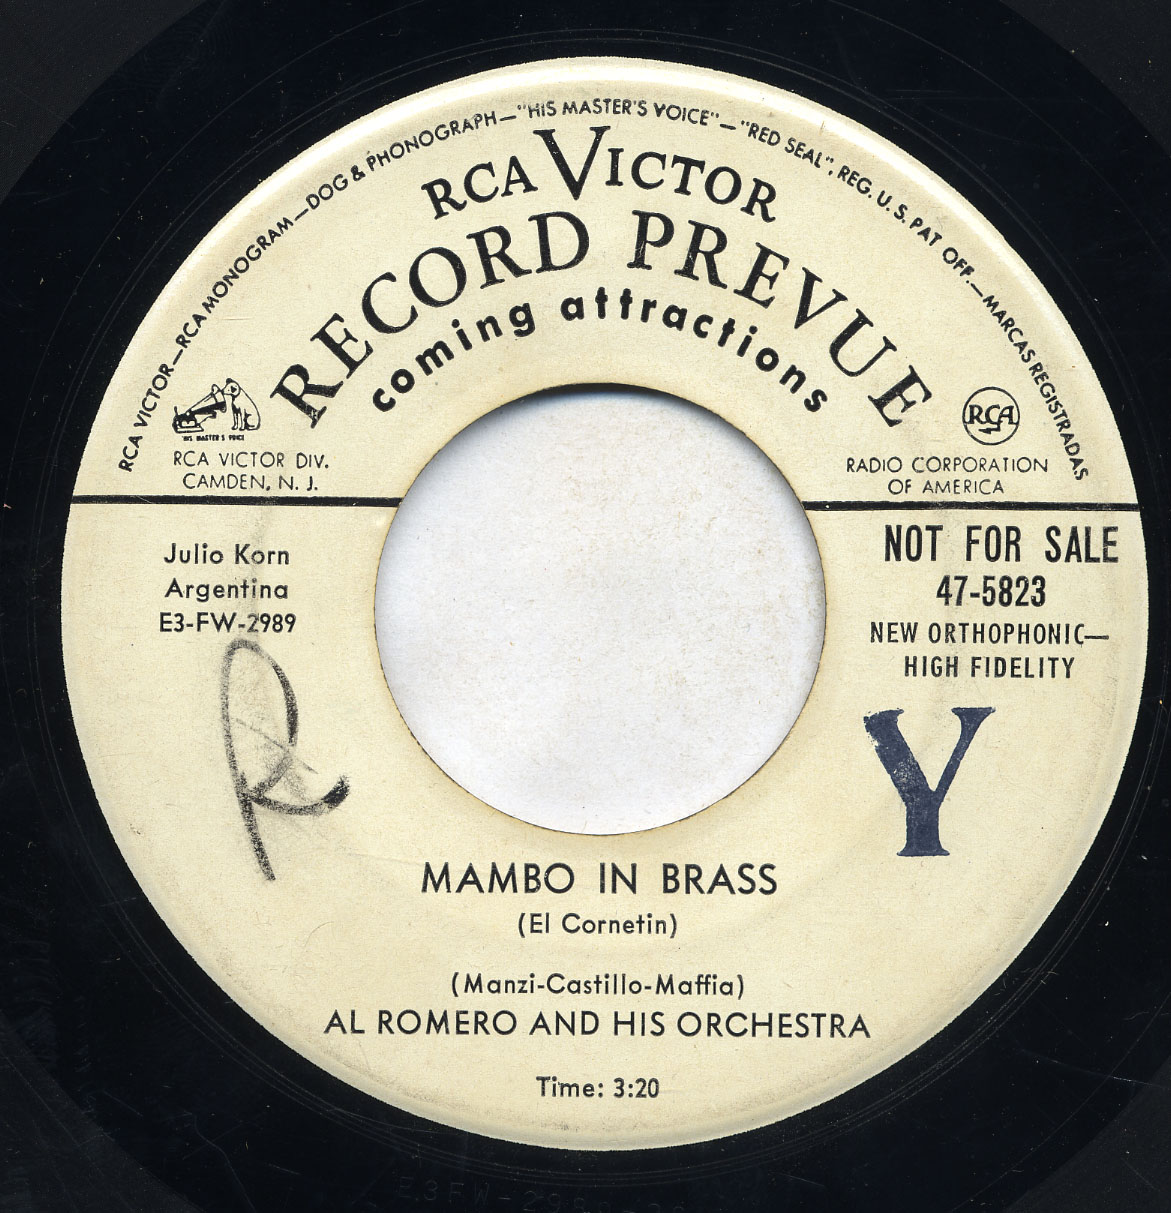 RCA VICTOR—RCA MONOGRAM—DOG & PHONOGRAPH—"HIS MASTER'S VOICE"—"RED SEAL", REG. U. S. PAT OFF.—MARCAS REGISTRADAS
RCA VICTOR
RECORD PREVUE
coming attractions
HIS MASTER'S VOICE
RCA VICTOR DIV.
CAMDEN, N. J.
RCA
RADIO CORPORATION
OF AMERICA
Julio Korn
Argentina
E3-FW-2989
NOT FOR SALE
47-5823
NEW ORTHOPHONIC—
HIGH FIDELITY
R
Y
MAMBO IN BRASS
(El Cornetin)
(Manzi-Castillo-Maffia)
AL ROMERO AND HIS ORCHESTRA
Time: 3:20